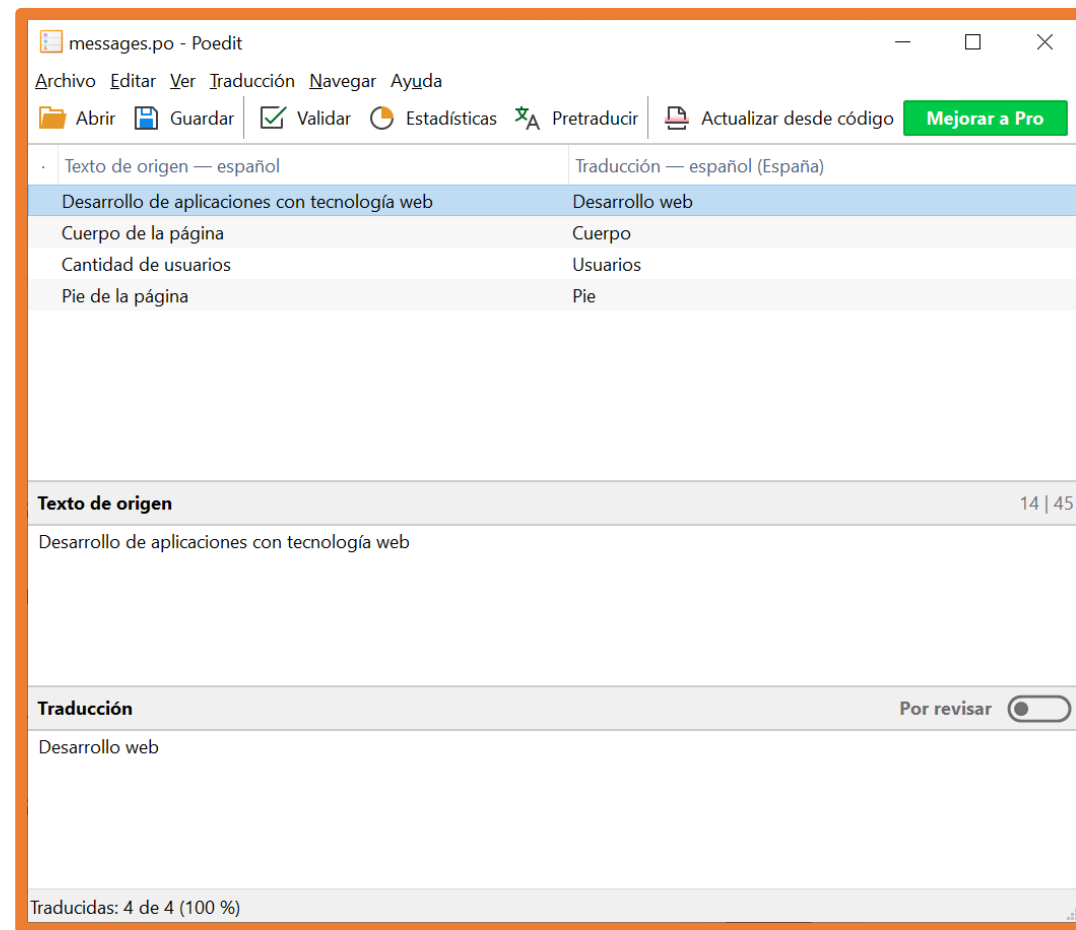 messages.po - Poedit
Archivo Editar Ver Traducción Navegar Ayuda
Abrir Guardar Validar Estadísticas Pretraducir Actualizar desde código Mejorar a Pro
· Texto de origen — español Traducción — español (España)
Desarrollo de aplicaciones con tecnología web Desarrollo web
Cuerpo de la página Cuerpo
Cantidad de usuarios Usuarios
Pie de la página Pie
Texto de origen 14 | 45
Desarrollo de aplicaciones con tecnología web
Traducción Por revisar
Desarrollo web
Traducidas: 4 de 4 (100 %)